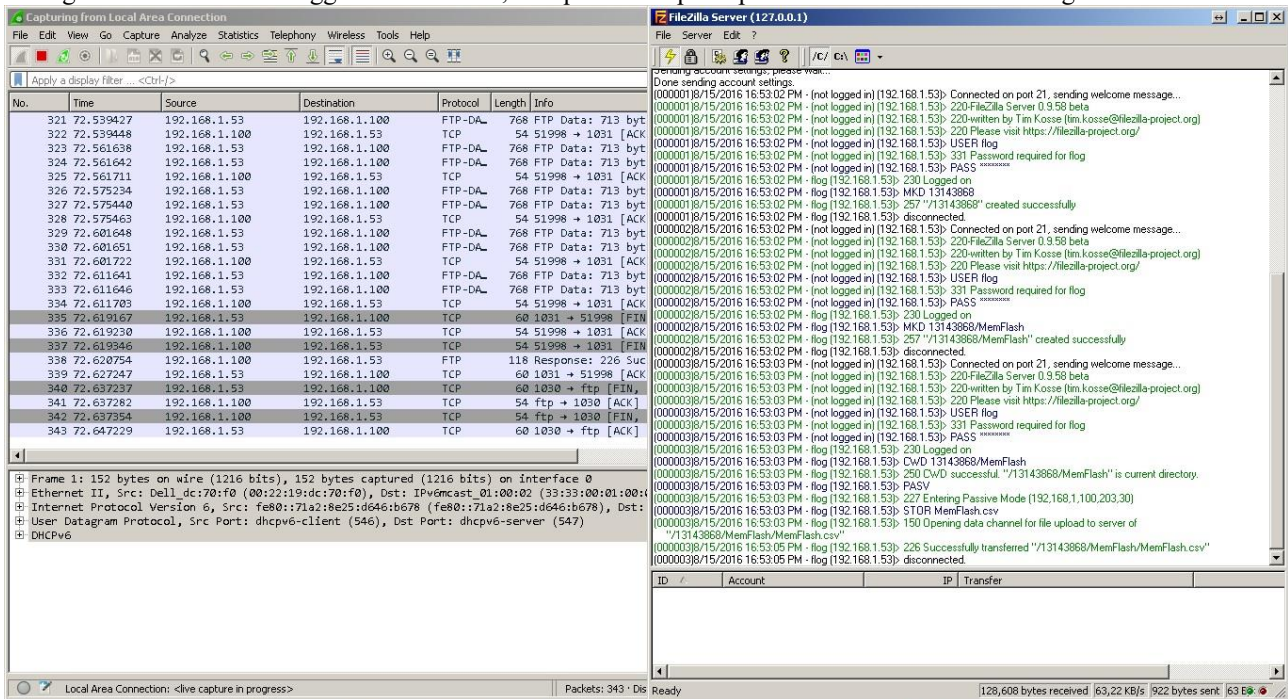 Capturing from Local Area Connection
File Edit View Go Capture Analyze Statistics Telephony Wireless Tools Help
Apply a display filter ... <Ctrl-/>
No. Time Source Destination Protocol Length Info
321 72.539427 192.168.1.53 192.168.1.100 FTP-DA… 768 FTP Data: 713 byt
322 72.539448 192.168.1.100 192.168.1.53 TCP 54 51998 → 1031 [ACK
323 72.561638 192.168.1.53 192.168.1.100 FTP-DA… 768 FTP Data: 713 byt
324 72.561642 192.168.1.53 192.168.1.100 FTP-DA… 768 FTP Data: 713 byt
325 72.561711 192.168.1.100 192.168.1.53 TCP 54 51998 → 1031 [ACK
326 72.575234 192.168.1.53 192.168.1.100 FTP-DA… 768 FTP Data: 713 byt
327 72.575440 192.168.1.53 192.168.1.100 FTP-DA… 768 FTP Data: 713 byt
328 72.575463 192.168.1.100 192.168.1.53 TCP 54 51998 → 1031 [ACK
329 72.601648 192.168.1.53 192.168.1.100 FTP-DA… 768 FTP Data: 713 byt
330 72.601651 192.168.1.53 192.168.1.100 FTP-DA… 768 FTP Data: 713 byt
331 72.601722 192.168.1.100 192.168.1.53 TCP 54 51998 → 1031 [ACK
332 72.611641 192.168.1.53 192.168.1.100 FTP-DA… 768 FTP Data: 713 byt
333 72.611646 192.168.1.53 192.168.1.100 FTP-DA… 768 FTP Data: 713 byt
334 72.611703 192.168.1.100 192.168.1.53 TCP 54 51998 → 1031 [ACK
335 72.619167 192.168.1.53 192.168.1.100 TCP 60 1031 → 51998 [FIN
336 72.619230 192.168.1.100 192.168.1.53 TCP 54 51998 → 1031 [ACK
337 72.619346 192.168.1.100 192.168.1.53 TCP 54 51998 → 1031 [FIN
338 72.620754 192.168.1.100 192.168.1.53 FTP 118 Response: 226 Suc
339 72.627247 192.168.1.53 192.168.1.100 TCP 60 1031 → 51998 [ACK
340 72.637237 192.168.1.53 192.168.1.100 TCP 60 1030 → ftp [FIN,
341 72.637282 192.168.1.100 192.168.1.53 TCP 54 ftp → 1030 [ACK]
342 72.637354 192.168.1.100 192.168.1.53 TCP 54 ftp → 1030 [FIN,
343 72.647229 192.168.1.53 192.168.1.100 TCP 60 1030 → ftp [ACK]
Frame 1: 152 bytes on wire (1216 bits), 152 bytes captured (1216 bits) on interface 0
Ethernet II, Src: Dell_dc:70:f0 (00:22:19:dc:70:f0), Dst: IPv6mcast_01:00:02 (33:33:00:01:00:
Internet Protocol Version 6, Src: fe80::71a2:8e25:d646:b678 (fe80::71a2:8e25:d646:b678), Dst:
User Datagram Protocol, Src Port: dhcpv6-client (546), Dst Port: dhcpv6-server (547)
DHCPv6
Local Area Connection: <live capture in progress> Packets: 343 · Dis
FileZilla Server (127.0.0.1)
File Server Edit ?
/C/ C:\
Sending account settings, please wait...
Done sending account settings.
(000001)8/15/2016 16:53:02 PM - (not logged in) (192.168.1.53)> Connected on port 21, sending welcome message...
(000001)8/15/2016 16:53:02 PM - (not logged in) (192.168.1.53)> 220-FileZilla Server 0.9.58 beta
(000001)8/15/2016 16:53:02 PM - (not logged in) (192.168.1.53)> 220-written by Tim Kosse (tim.kosse@filezilla-project.org)
(000001)8/15/2016 16:53:02 PM - (not logged in) (192.168.1.53)> 220 Please visit https://filezilla-project.org/
(000001)8/15/2016 16:53:02 PM - (not logged in) (192.168.1.53)> USER flog
(000001)8/15/2016 16:53:02 PM - (not logged in) (192.168.1.53)> 331 Password required for flog
(000001)8/15/2016 16:53:02 PM - (not logged in) (192.168.1.53)> PASS ********
(000001)8/15/2016 16:53:02 PM - flog (192.168.1.53)> 230 Logged on
(000001)8/15/2016 16:53:02 PM - flog (192.168.1.53)> MKD 13143868
(000001)8/15/2016 16:53:02 PM - flog (192.168.1.53)> 257 "/13143868" created successfully
(000001)8/15/2016 16:53:02 PM - flog (192.168.1.53)> disconnected.
(000002)8/15/2016 16:53:02 PM - (not logged in) (192.168.1.53)> Connected on port 21, sending welcome message...
(000002)8/15/2016 16:53:02 PM - (not logged in) (192.168.1.53)> 220-FileZilla Server 0.9.58 beta
(000002)8/15/2016 16:53:02 PM - (not logged in) (192.168.1.53)> 220-written by Tim Kosse (tim.kosse@filezilla-project.org)
(000002)8/15/2016 16:53:02 PM - (not logged in) (192.168.1.53)> 220 Please visit https://filezilla-project.org/
(000002)8/15/2016 16:53:02 PM - (not logged in) (192.168.1.53)> USER flog
(000002)8/15/2016 16:53:02 PM - (not logged in) (192.168.1.53)> 331 Password required for flog
(000002)8/15/2016 16:53:02 PM - (not logged in) (192.168.1.53)> PASS ********
(000002)8/15/2016 16:53:02 PM - flog (192.168.1.53)> 230 Logged on
(000002)8/15/2016 16:53:02 PM - flog (192.168.1.53)> MKD 13143868/MemFlash
(000002)8/15/2016 16:53:02 PM - flog (192.168.1.53)> 257 "/13143868/MemFlash" created successfully
(000002)8/15/2016 16:53:02 PM - flog (192.168.1.53)> disconnected.
(000003)8/15/2016 16:53:02 PM - (not logged in) (192.168.1.53)> Connected on port 21, sending welcome message...
(000003)8/15/2016 16:53:02 PM - (not logged in) (192.168.1.53)> 220-FileZilla Server 0.9.58 beta
(000003)8/15/2016 16:53:02 PM - (not logged in) (192.168.1.53)> 220-written by Tim Kosse (tim.kosse@filezilla-project.org)
(000003)8/15/2016 16:53:02 PM - (not logged in) (192.168.1.53)> 220 Please visit https://filezilla-project.org/
(000003)8/15/2016 16:53:03 PM - (not logged in) (192.168.1.53)> USER flog
(000003)8/15/2016 16:53:03 PM - (not logged in) (192.168.1.53)> 331 Password required for flog
(000003)8/15/2016 16:53:03 PM - (not logged in) (192.168.1.53)> PASS ********
(000003)8/15/2016 16:53:03 PM - flog (192.168.1.53)> 230 Logged on
(000003)8/15/2016 16:53:03 PM - flog (192.168.1.53)> CWD 13143868/MemFlash
(000003)8/15/2016 16:53:03 PM - flog (192.168.1.53)> 250 CWD successful. "/13143868/MemFlash" is current directory.
(000003)8/15/2016 16:53:03 PM - flog (192.168.1.53)> PASV
(000003)8/15/2016 16:53:03 PM - flog (192.168.1.53)> 227 Entering Passive Mode (192,168,1,100,203,30)
(000003)8/15/2016 16:53:03 PM - flog (192.168.1.53)> STOR MemFlash.csv
(000003)8/15/2016 16:53:03 PM - flog (192.168.1.53)> 150 Opening data channel for file upload to server of
"/13143868/MemFlash/MemFlash.csv"
(000003)8/15/2016 16:53:05 PM - flog (192.168.1.53)> 226 Successfully transferred "/13143868/MemFlash/MemFlash.csv"
(000003)8/15/2016 16:53:05 PM - flog (192.168.1.53)> disconnected.
ID Account IP Transfer
Ready 128,608 bytes received 63,22 KB/s 922 bytes sent